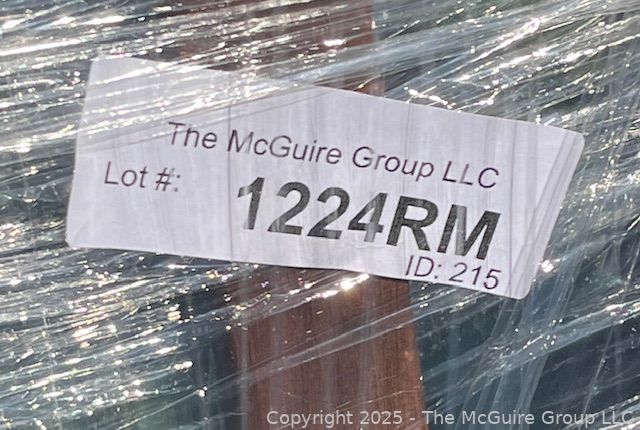 The McGuire Group LLC
Lot #:
1224RM
ID: 215
Copyright 2025 - The McGuire Group LLC